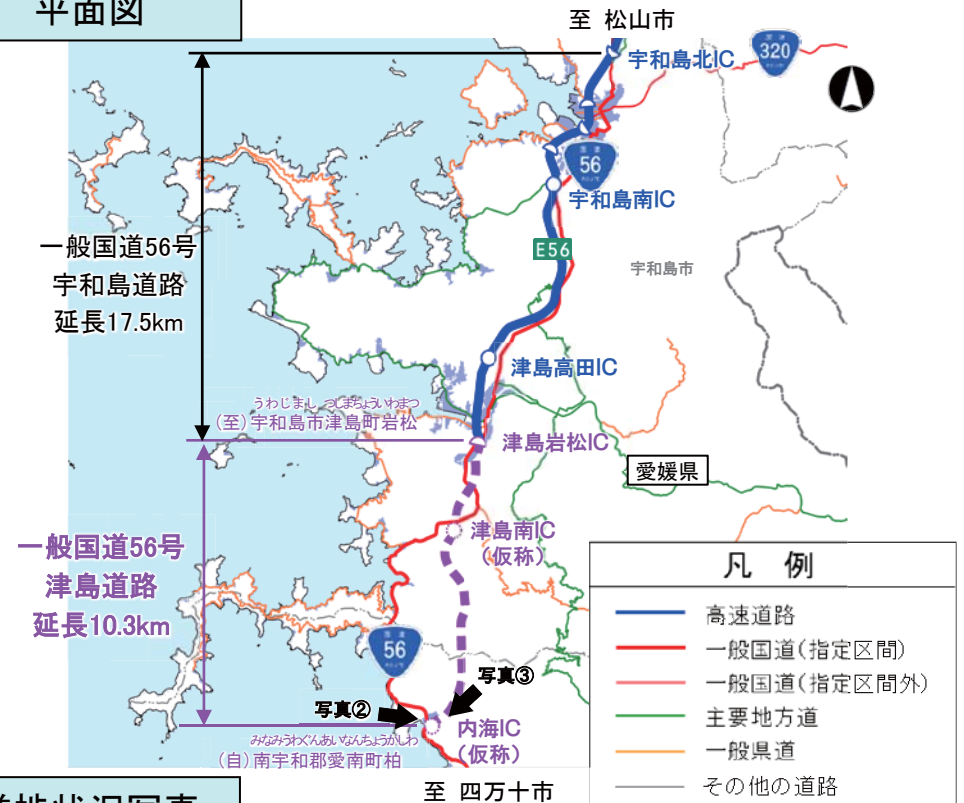 平面図
至 松山市
宇和島北IC
320
56
宇和島南IC
E56
一般国道56号
宇和島道路
延長17.5km
宇和島市
津島高田IC
うわじまし つしまちょういわまつ
(至)宇和島市津島町岩松
津島岩松IC
愛媛県
津島南IC
(仮称)
一般国道56号
津島道路
延長10.3km
56
写真③
写真②
内海IC
(仮称)
みなみうわぐんあいなんちょうかしわ
(自)南宇和郡愛南町柏
至 四万十市
凡 例
高速道路
一般国道(指定区間)
一般国道(指定区間外)
主要地方道
一般県道
その他の道路